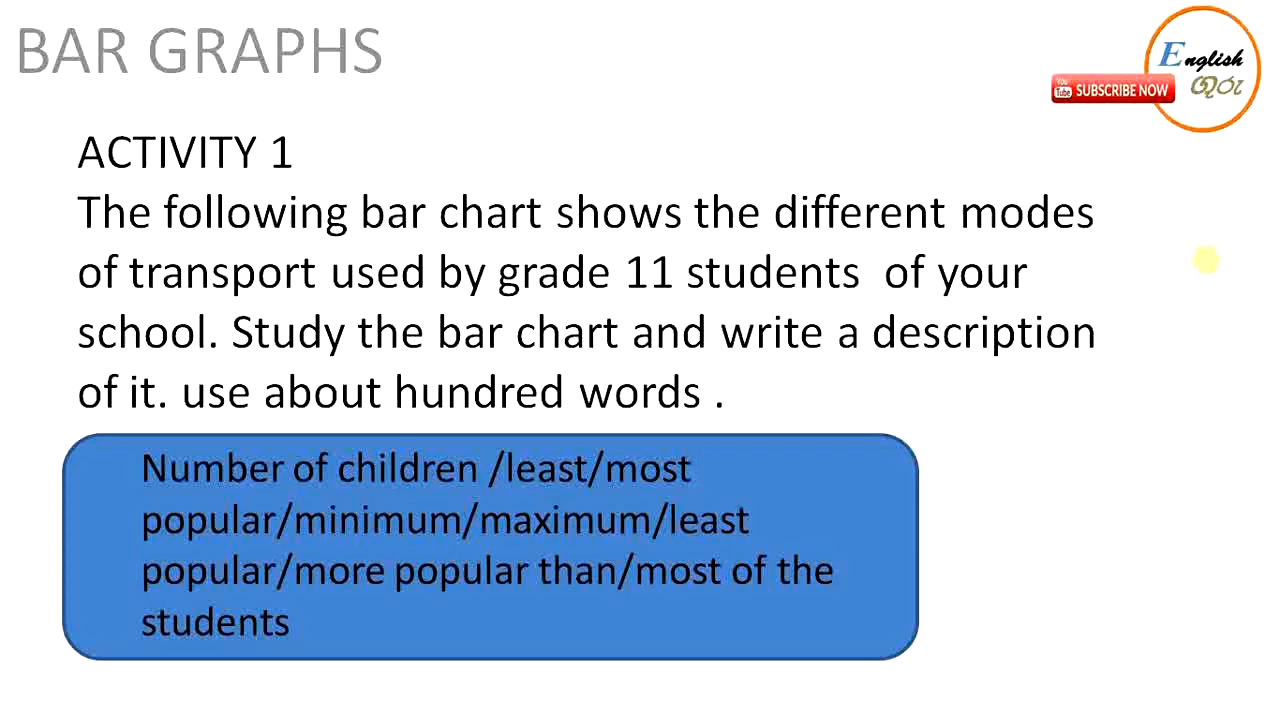 BAR GRAPHS
English
ගුරු
You Tube SUBSCRIBE NOW
ACTIVITY 1
The following bar chart shows the different modes
of transport used by grade 11 students of your
school. Study the bar chart and write a description
of it. use about hundred words .
Number of children /least/most
popular/minimum/maximum/least
popular/more popular than/most of the
students